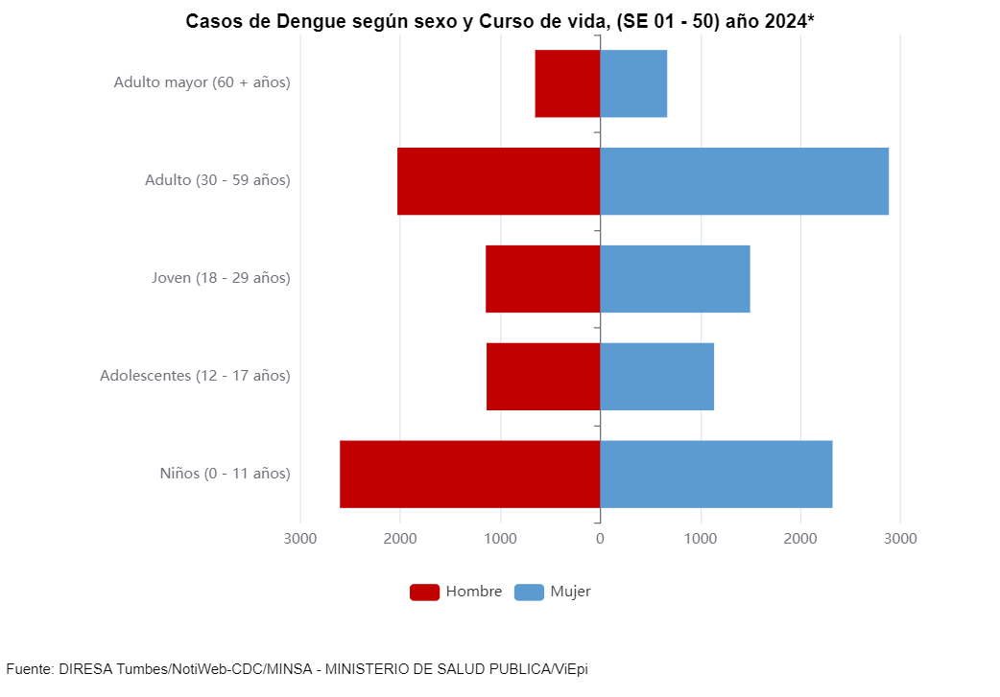 Casos de Dengue según sexo y Curso de vida, (SE 01 - 50) año 2024*
Adulto mayor (60 + años)
Adulto (30 - 59 años)
Joven (18 - 29 años)
Adolescentes (12 - 17 años)
Niños (0 - 11 años)
3000 2000 1000 0 1000 2000 3000
Hombre Mujer
Fuente: DIRESA Tumbes/NotiWeb-CDC/MINSA - MINISTERIO DE SALUD PUBLICA/ViEpi